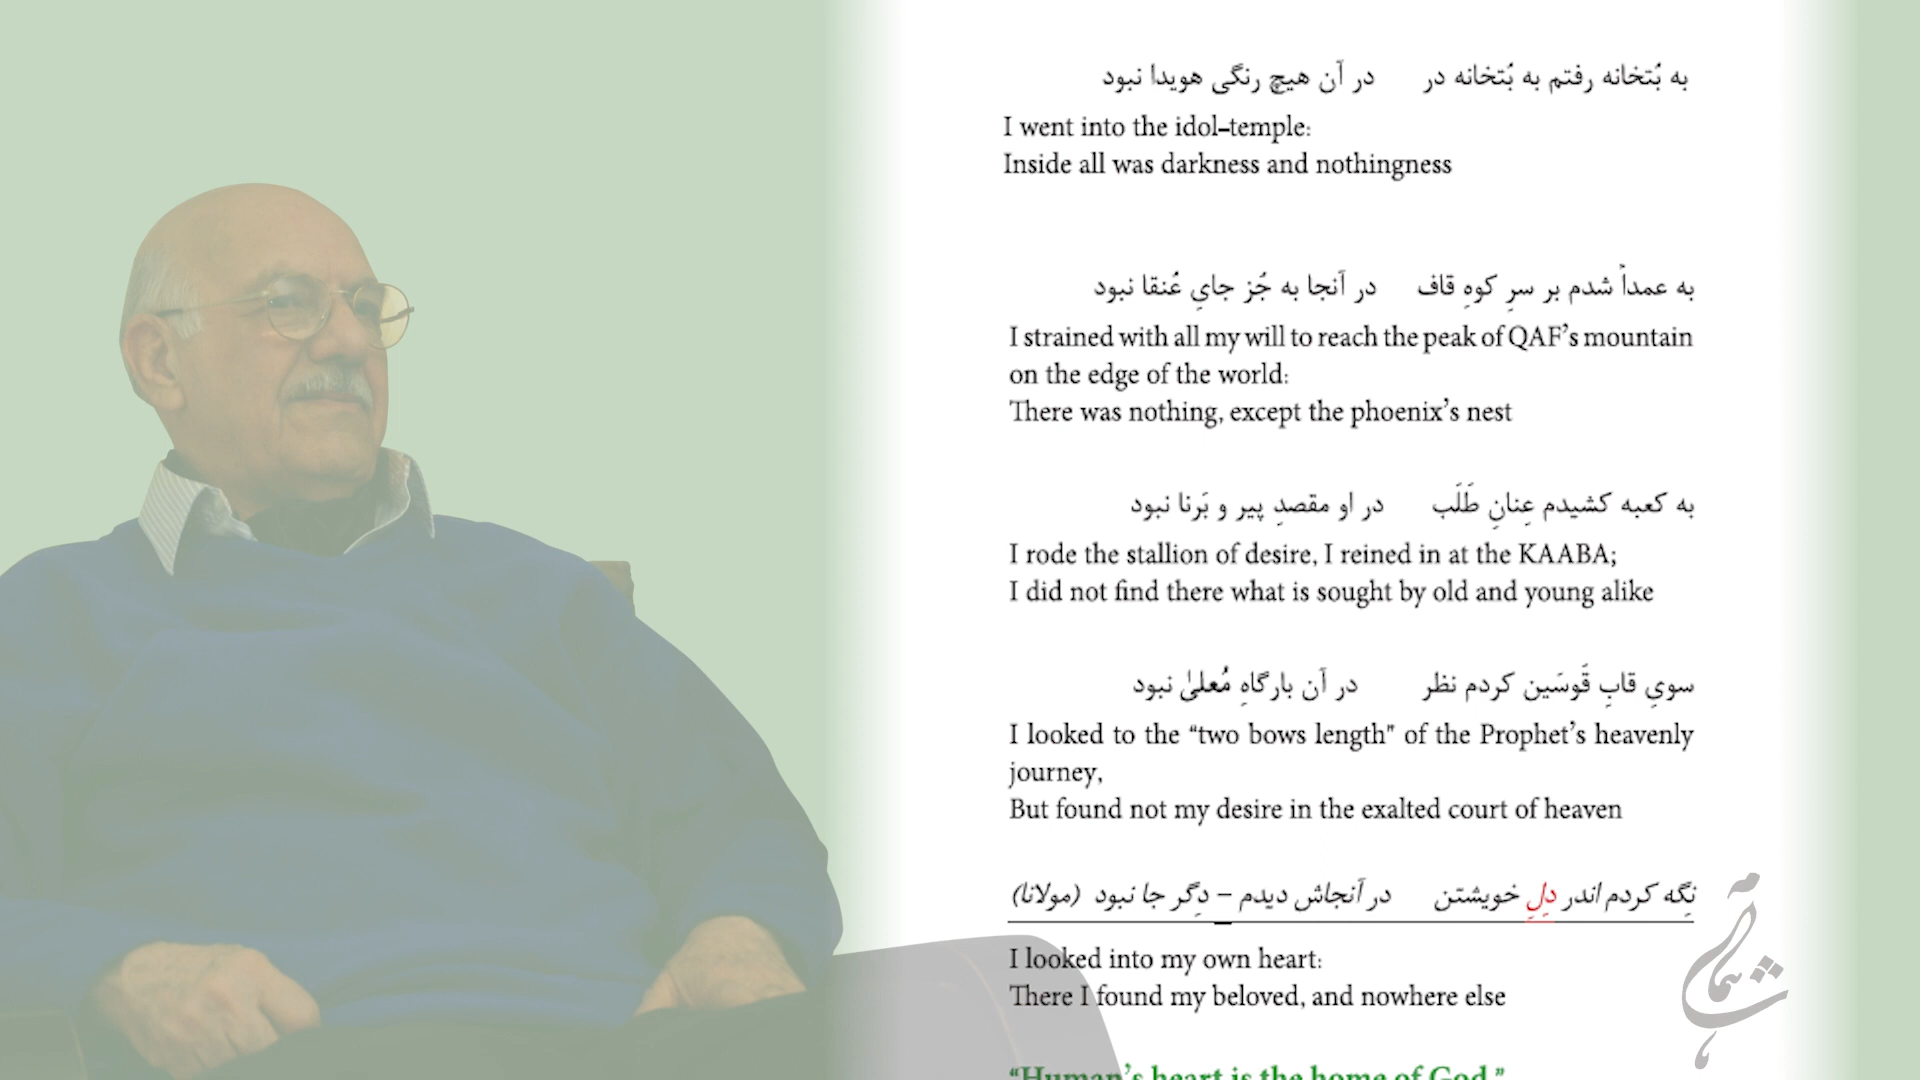 به بُتخانه رفتم به بُتخانه در در آن هیچ رنگی هویدا نبود
I went into the idol–temple:
Inside all was darkness and nothingness
به عمداً شدم بر سرِ کوهِ قاف در آنجا به جُز جایِ عُنقا نبود
I strained with all my will to reach the peak of QAF’s mountain
on the edge of the world:
There was nothing, except the phoenix’s nest
به کعبه کشیدم عِنانِ طَلَب در او مقصدِ پیر و بَرنا نبود
I rode the stallion of desire, I reined in at the KAABA;
I did not find there what is sought by old and young alike
سویِ قابِ قَوسَین کردم نظر در آن بارگاهِ مُعلیٰ نبود
I looked to the “two bows length" of the Prophet’s heavenly
journey,
But found not my desire in the exalted court of heaven
نِگه کردم اندر دِلِ خویشتن در آنجاش دیدم – دِگر جا نبود (مولانا)
I looked into my own heart:
There I found my beloved, and nowhere else
“Human’s heart is the home of God.”